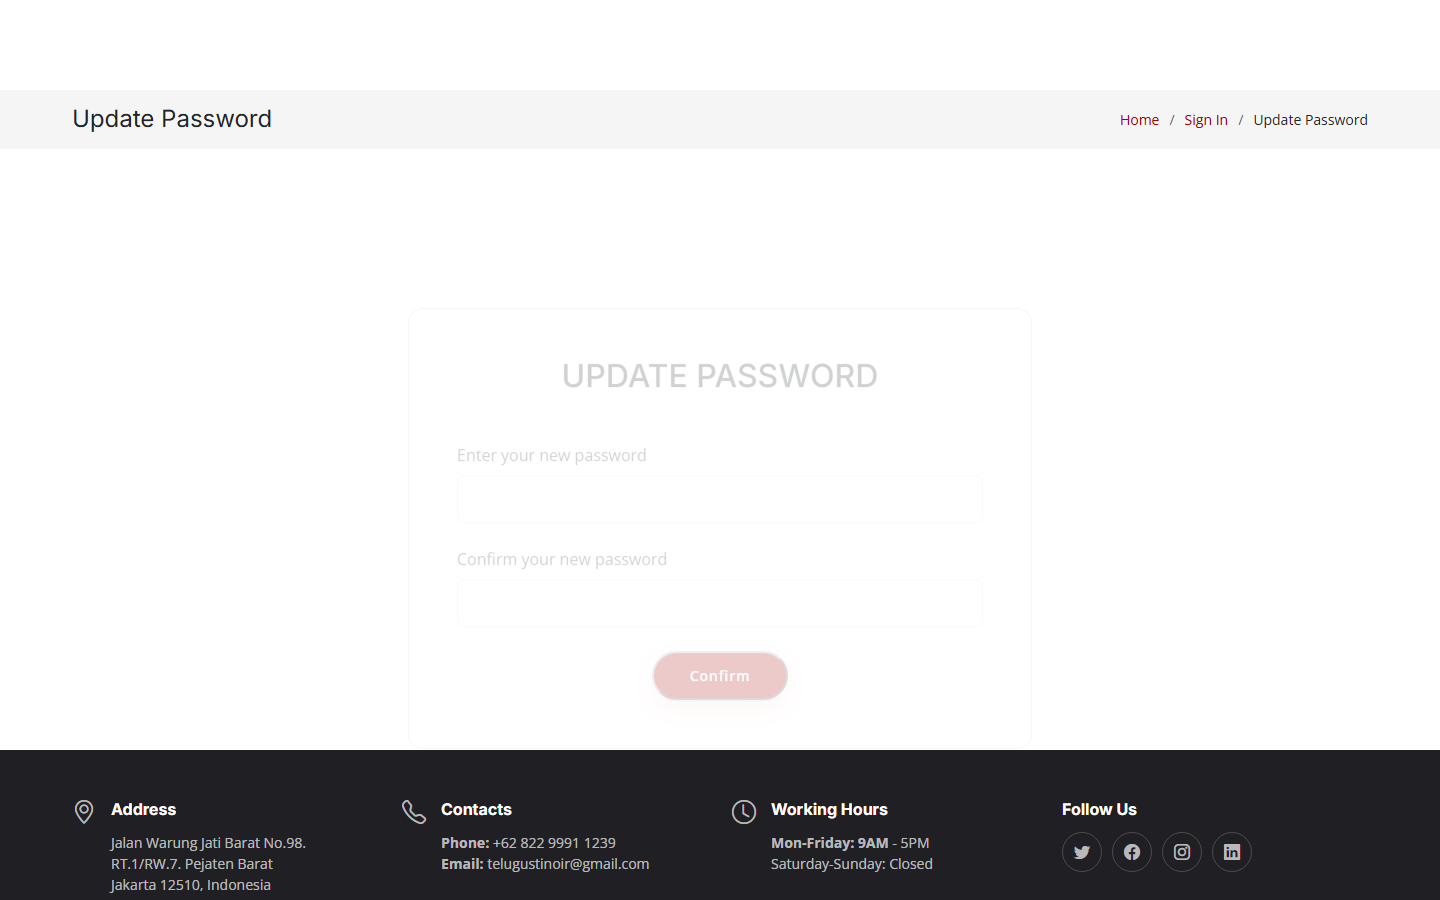 Update Password
Home / Sign In / Update Password
UPDATE PASSWORD
Enter your new password
Confirm your new password
Confirm
Address
Jalan Warung Jati Barat No.98.
RT.1/RW.7. Pejaten Barat
Jakarta 12510, Indonesia
Contacts
Phone: +62 822 9991 1239
Email: telugustinoir@gmail.com
Working Hours
Mon-Friday: 9AM - 5PM
Saturday-Sunday: Closed
Follow Us